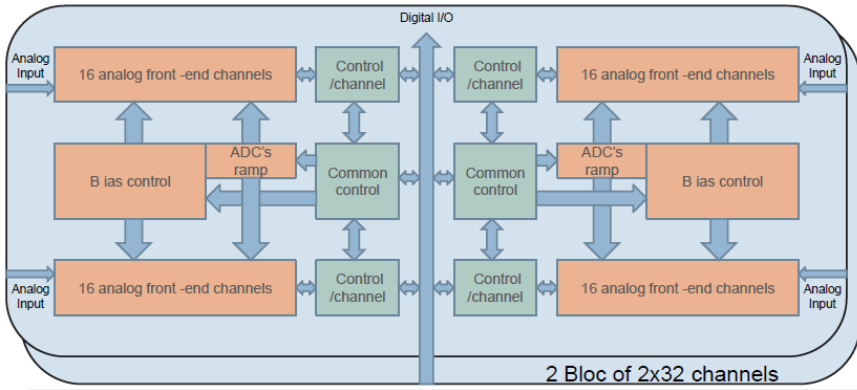 Digital I/O
Analog
Input
16 analog front -end channels
Control
/channel
Control
/channel
16 analog front -end channels
Analog
Input
B ias control
ADC's
ramp
Common
control
Common
control
ADC's
ramp
B ias control
Analog
Input
16 analog front -end channels
Control
/channel
Control
/channel
16 analog front -end channels
Analog
Input
2 Bloc of 2x32 channels